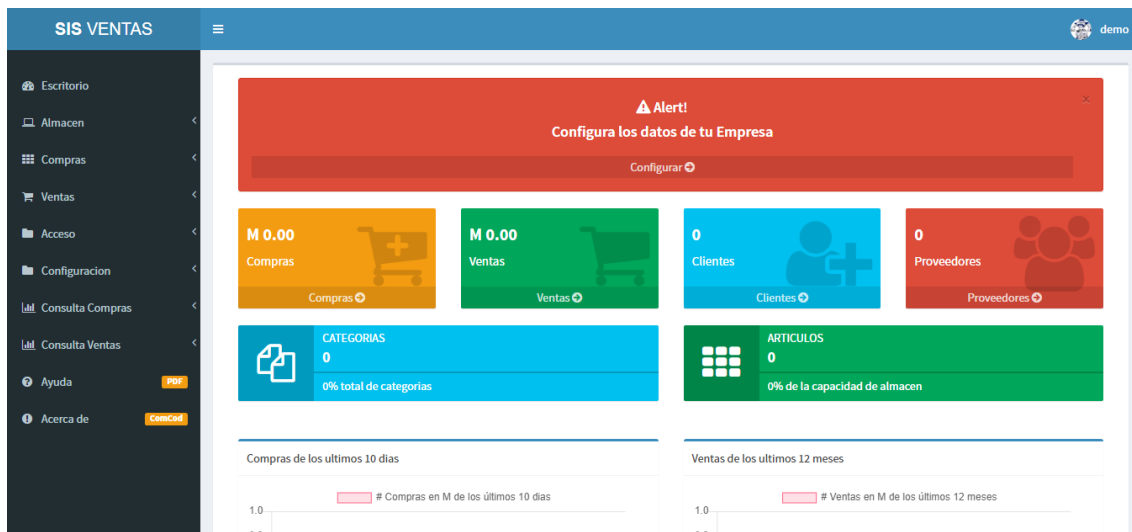 SIS VENTAS
demo
Escritorio
Almacen
Compras
Ventas
Acceso
Configuracion
Consulta Compras
Consulta Ventas
Ayuda PDF
Acerca de ComCod
Alert!
×
Configura los datos de tu Empresa
Configurar
M 0.00
Compras
Compras
M 0.00
Ventas
Ventas
0
Clientes
Clientes
0
Proveedores
Proveedores
CATEGORIAS
0
0% total de categorias
ARTICULOS
0
0% de la capacidad de almacen
Compras de los ultimos 10 dias
# Compras en M de los últimos 10 dias
1.0
Ventas de los ultimos 12 meses
# Ventas en M de los últimos 12 meses
1.0